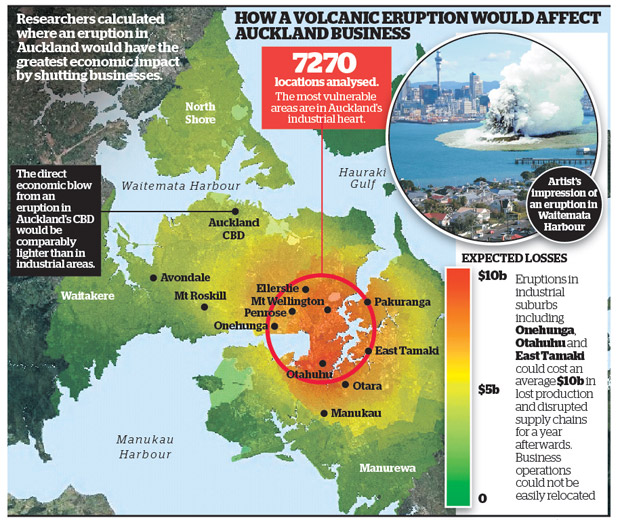 Researchers calculated
where an eruption in
Auckland would have the
greatest economic impact
by shutting businesses.
HOW A VOLCANIC ERUPTION WOULD AFFECT
AUCKLAND BUSINESS
7270
locations analysed.
The most vulnerable
areas are in Auckland's
industrial heart.
Artist's
impression of
an eruption in
Waitemata
Harbour
North
Shore
The direct
economic blow
from an
eruption in
Auckland's CBD
would be
comparably
lighter than in
industrial areas.
Waitemata Harbour
Hauraki
Gulf
Auckland
CBD
Avondale
Waitakere
Mt Roskill
Ellerslie
Mt Wellington
Penrose
Onehunga
Pakuranga
East Tamaki
Otahuhu
Otara
Manukau
Manukau
Harbour
Manurewa
EXPECTED LOSSES
$10b
$5b
0
Eruptions in
industrial
suburbs
including
Onehunga,
Otahuhu and
East Tamaki
could cost an
average $10b in
lost production
and disrupted
supply chains
for a year
afterwards.
Business
operations
could not be
easily relocated